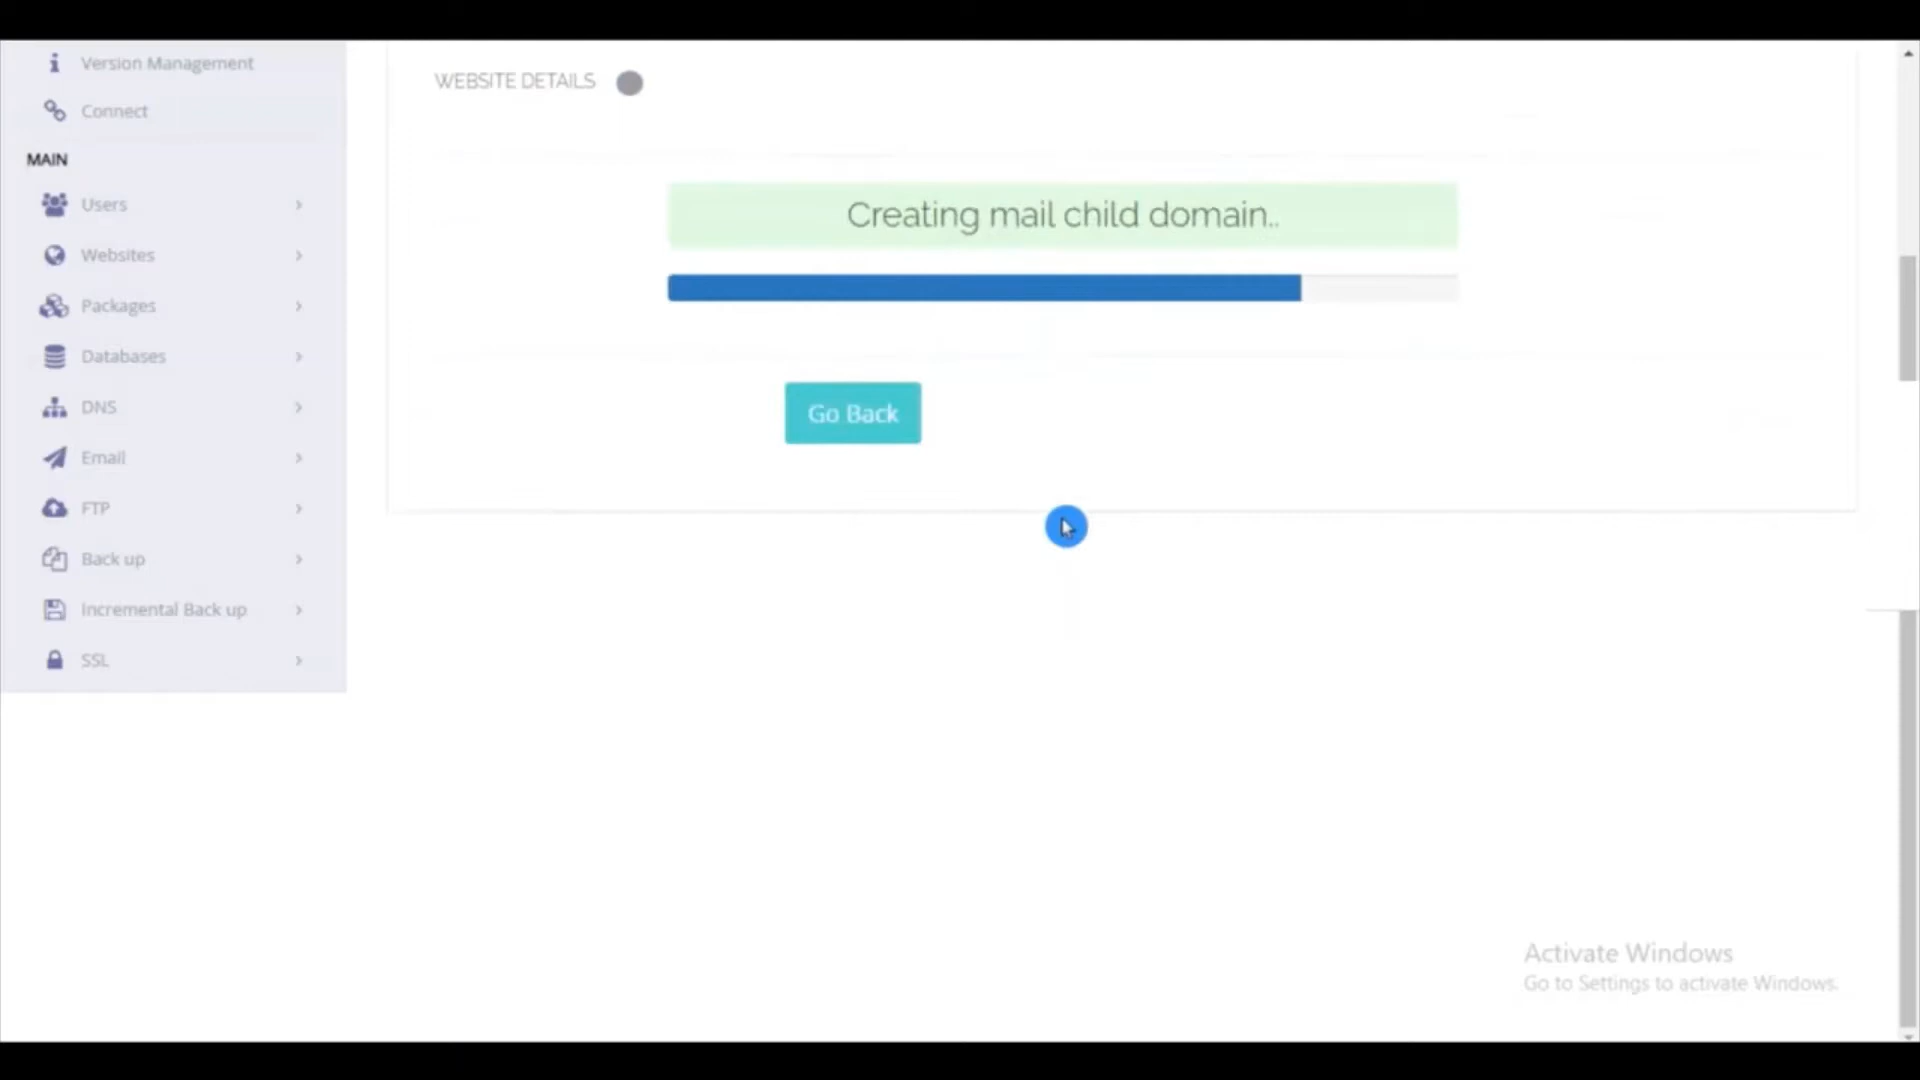 Version Management
Connect
MAIN
Users
Websites
Packages
Databases
DNS
Email
FTP
Back up
Incremental Back up
SSL
WEBSITE DETAILS
Creating mail child domain..
Go Back
Activate Windows
Go to Settings to activate Windows.